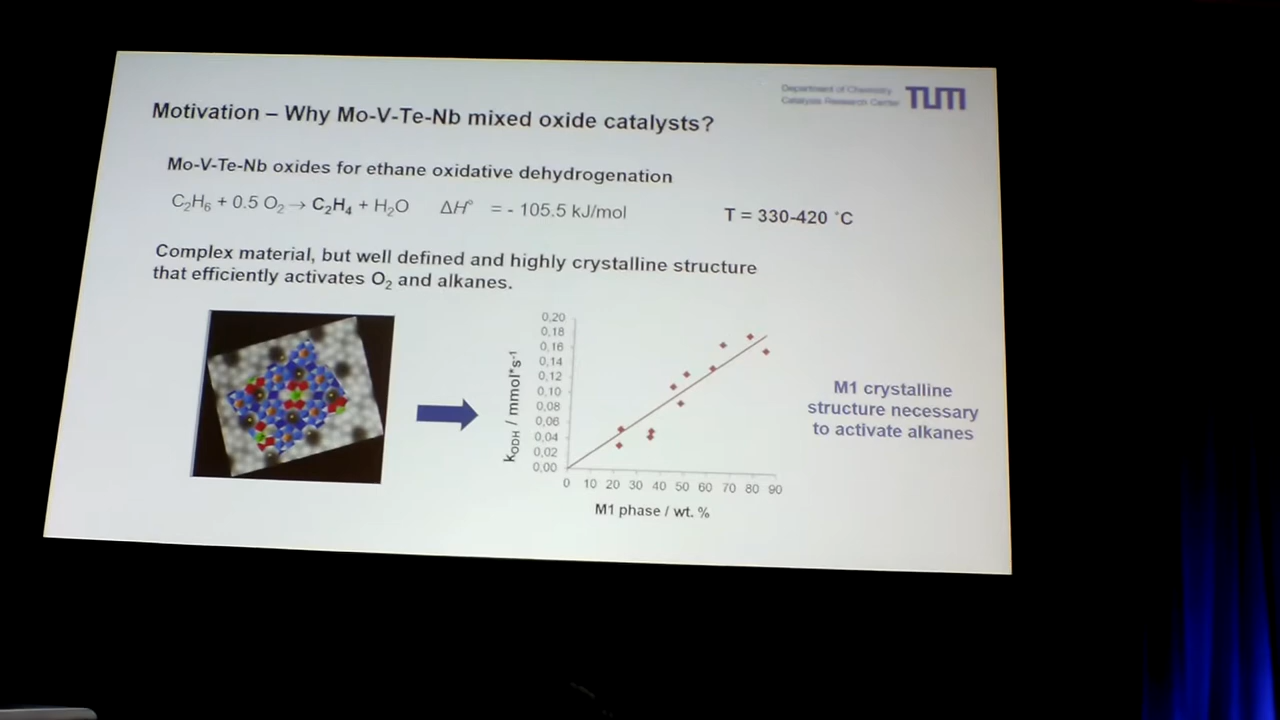 Department of Chemistry
Catalysis Research Center
TUM
Motivation – Why Mo-V-Te-Nb mixed oxide catalysts?
Mo-V-Te-Nb oxides for ethane oxidative dehydrogenation
C₂H₆ + 0.5 O₂ → C₂H₄ + H₂O ΔH° = - 105.5 kJ/mol T = 330-420 °C
Complex material, but well defined and highly crystalline structure
that efficiently activates O₂ and alkanes.
0,20
0,18
0,16
0,14
0,12
0,10
0,08
0,06
0,04
0,02
0,00
k_ODH / mmol*s⁻¹
0 10 20 30 40 50 60 70 80 90
M1 phase / wt. %
M1 crystalline
structure necessary
to activate alkanes